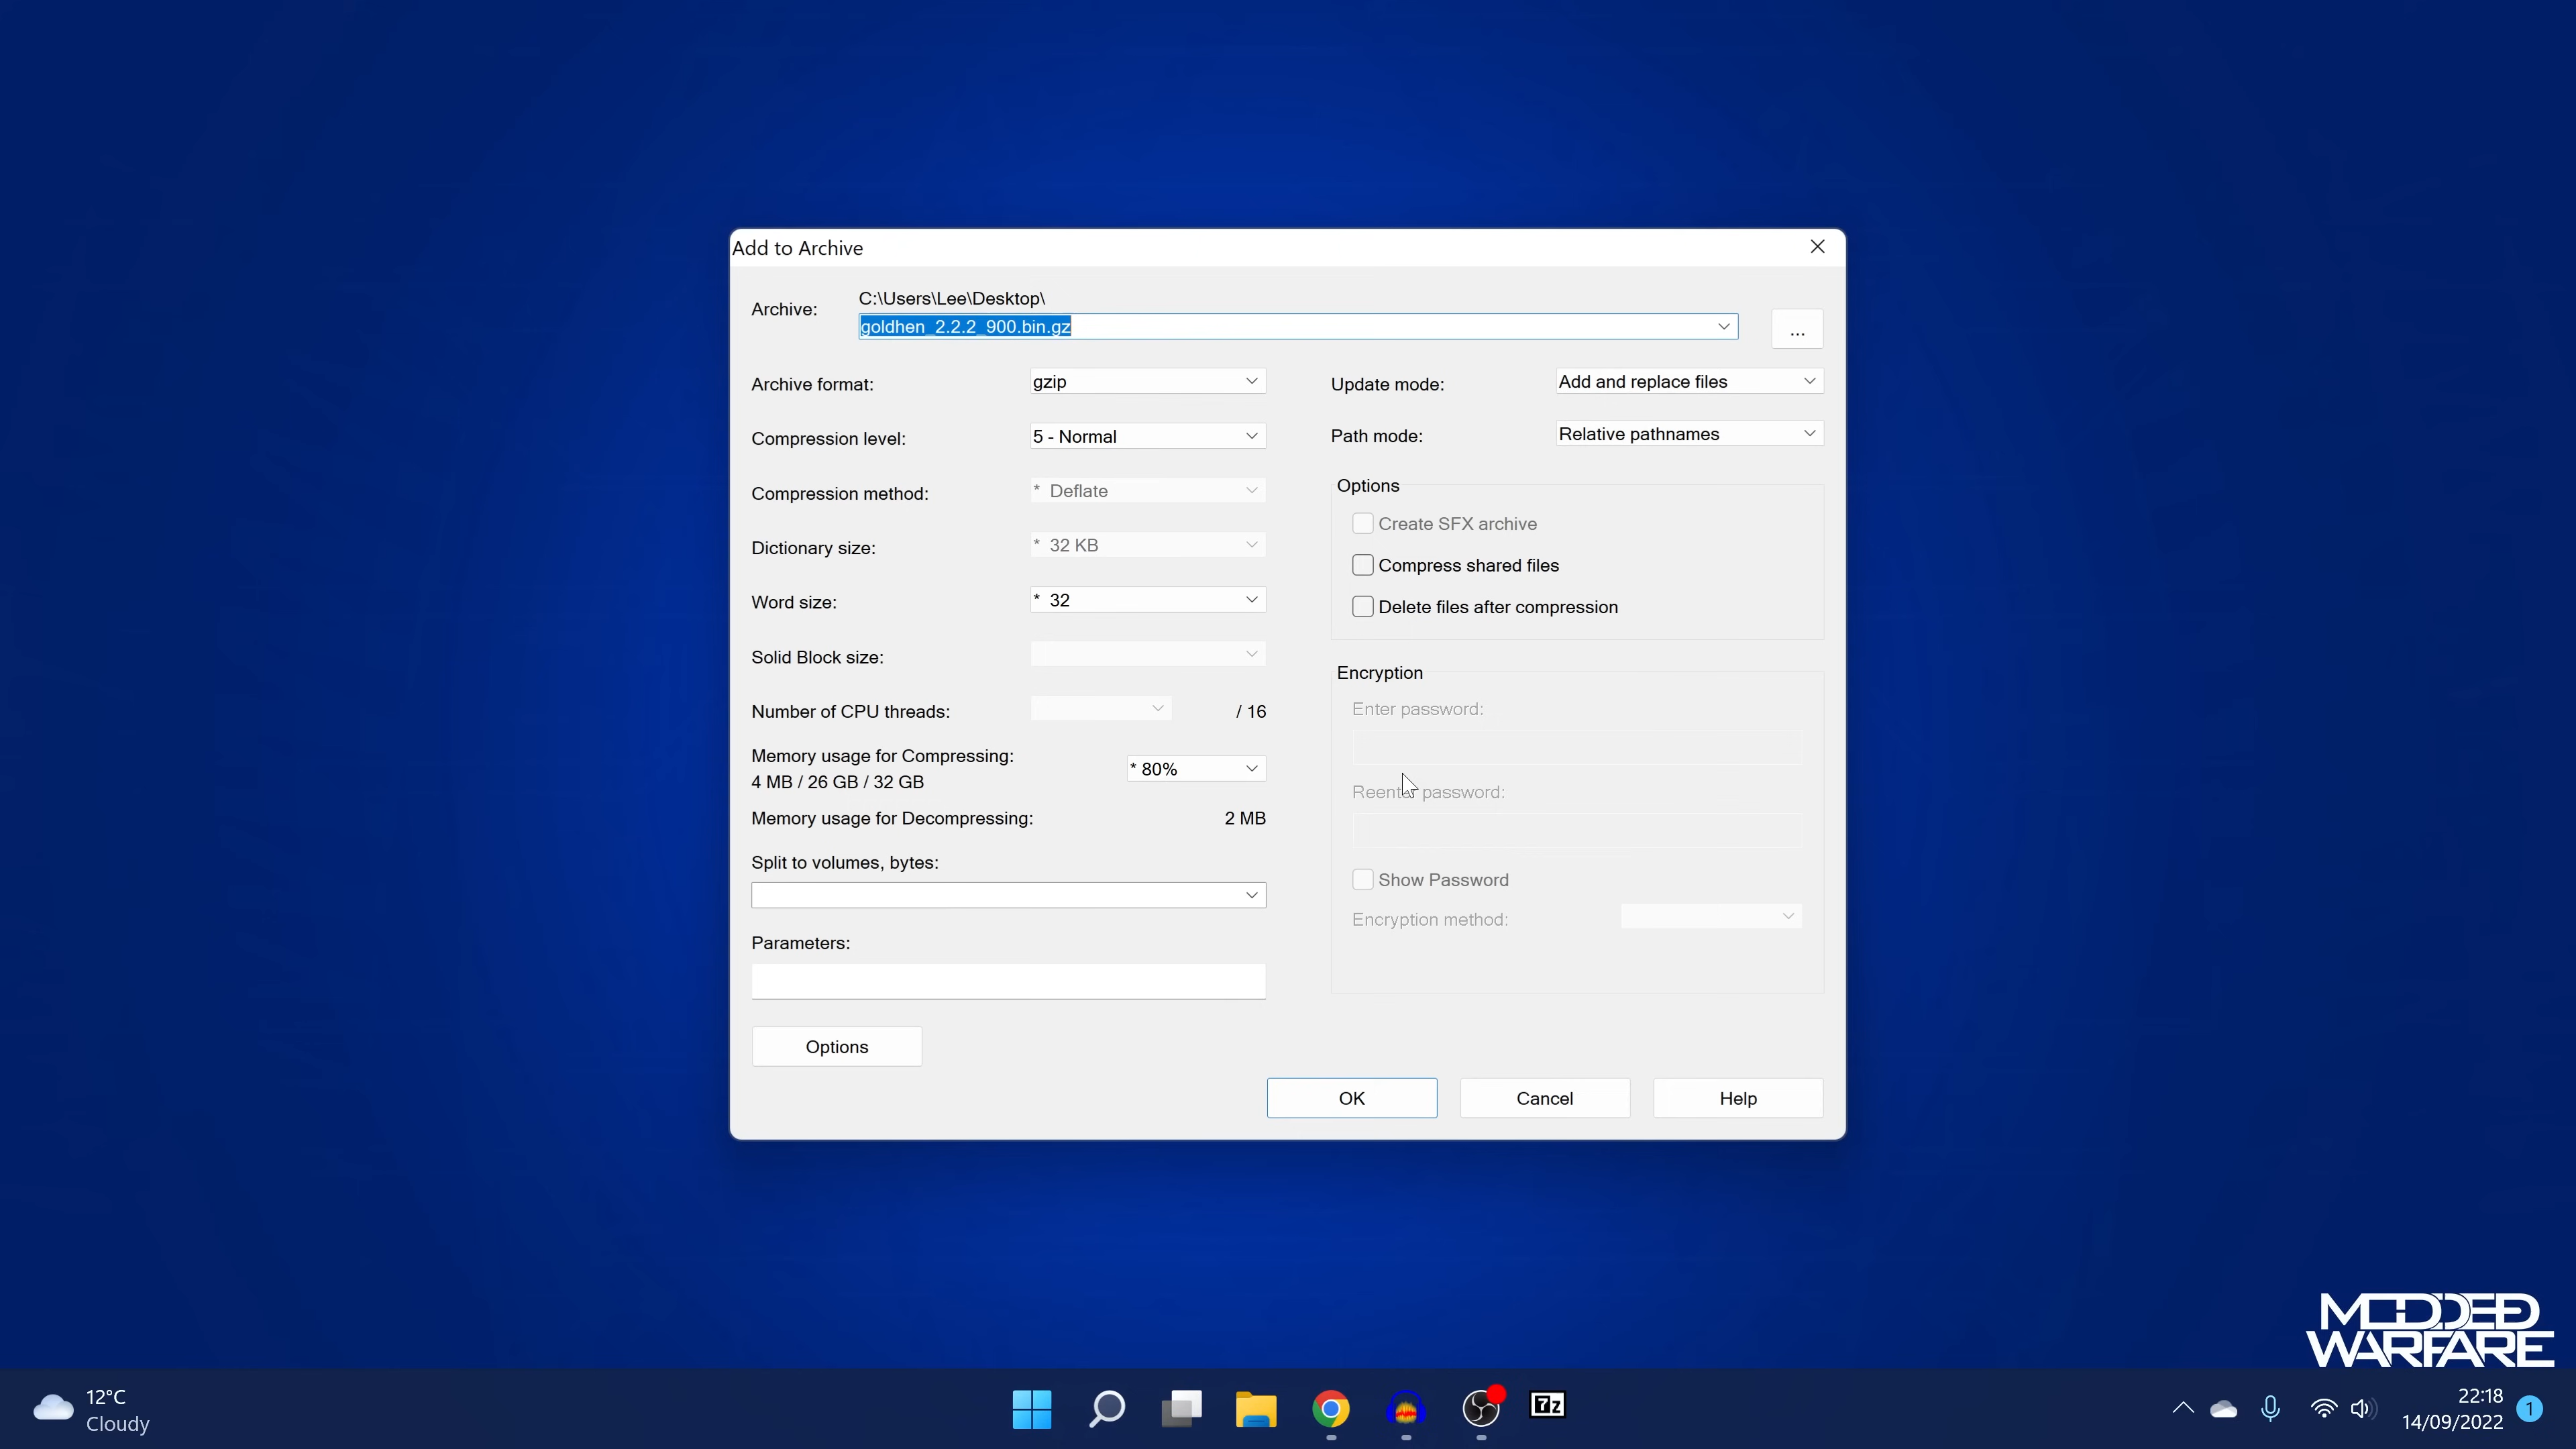 Add to Archive
Archive:
C:\Users\Lee\Desktop\
goldhen_2.2.2_900.bin.gz
...
Archive format:
gzip
Update mode:
Add and replace files
Compression level:
5 - Normal
Path mode:
Relative pathnames
Compression method:
* Deflate
Options
Create SFX archive
Dictionary size:
* 32 KB
Compress shared files
Word size:
* 32
Delete files after compression
Solid Block size:
Encryption
Number of CPU threads:
/ 16
Enter password:
Memory usage for Compressing:
4 MB / 26 GB / 32 GB
* 80%
Reenter password:
Memory usage for Decompressing:
2 MB
Split to volumes, bytes:
Show Password
Encryption method:
Parameters:
Options
OK
Cancel
Help
MODDED
WARFARE
12°C
Cloudy
7z
22:18
14/09/2022
1